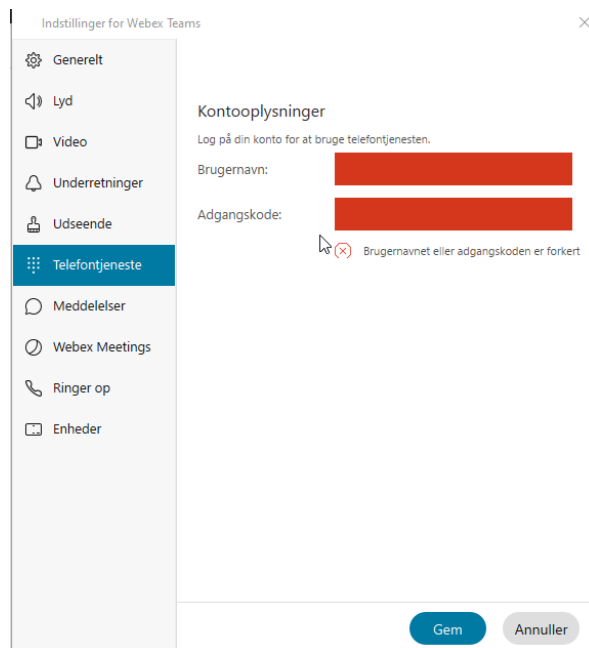 Indstillinger for Webex Teams
Generelt
Lyd
Video
Underretninger
Udseende
Telefontjeneste
Meddelelser
Webex Meetings
Ringer op
Enheder
Kontooplysninger
Log på din konto for at bruge telefontjenesten.
Brugernavn:
Adgangskode:
Brugernavnet eller adgangskoden er forkert
Gem
Annuller